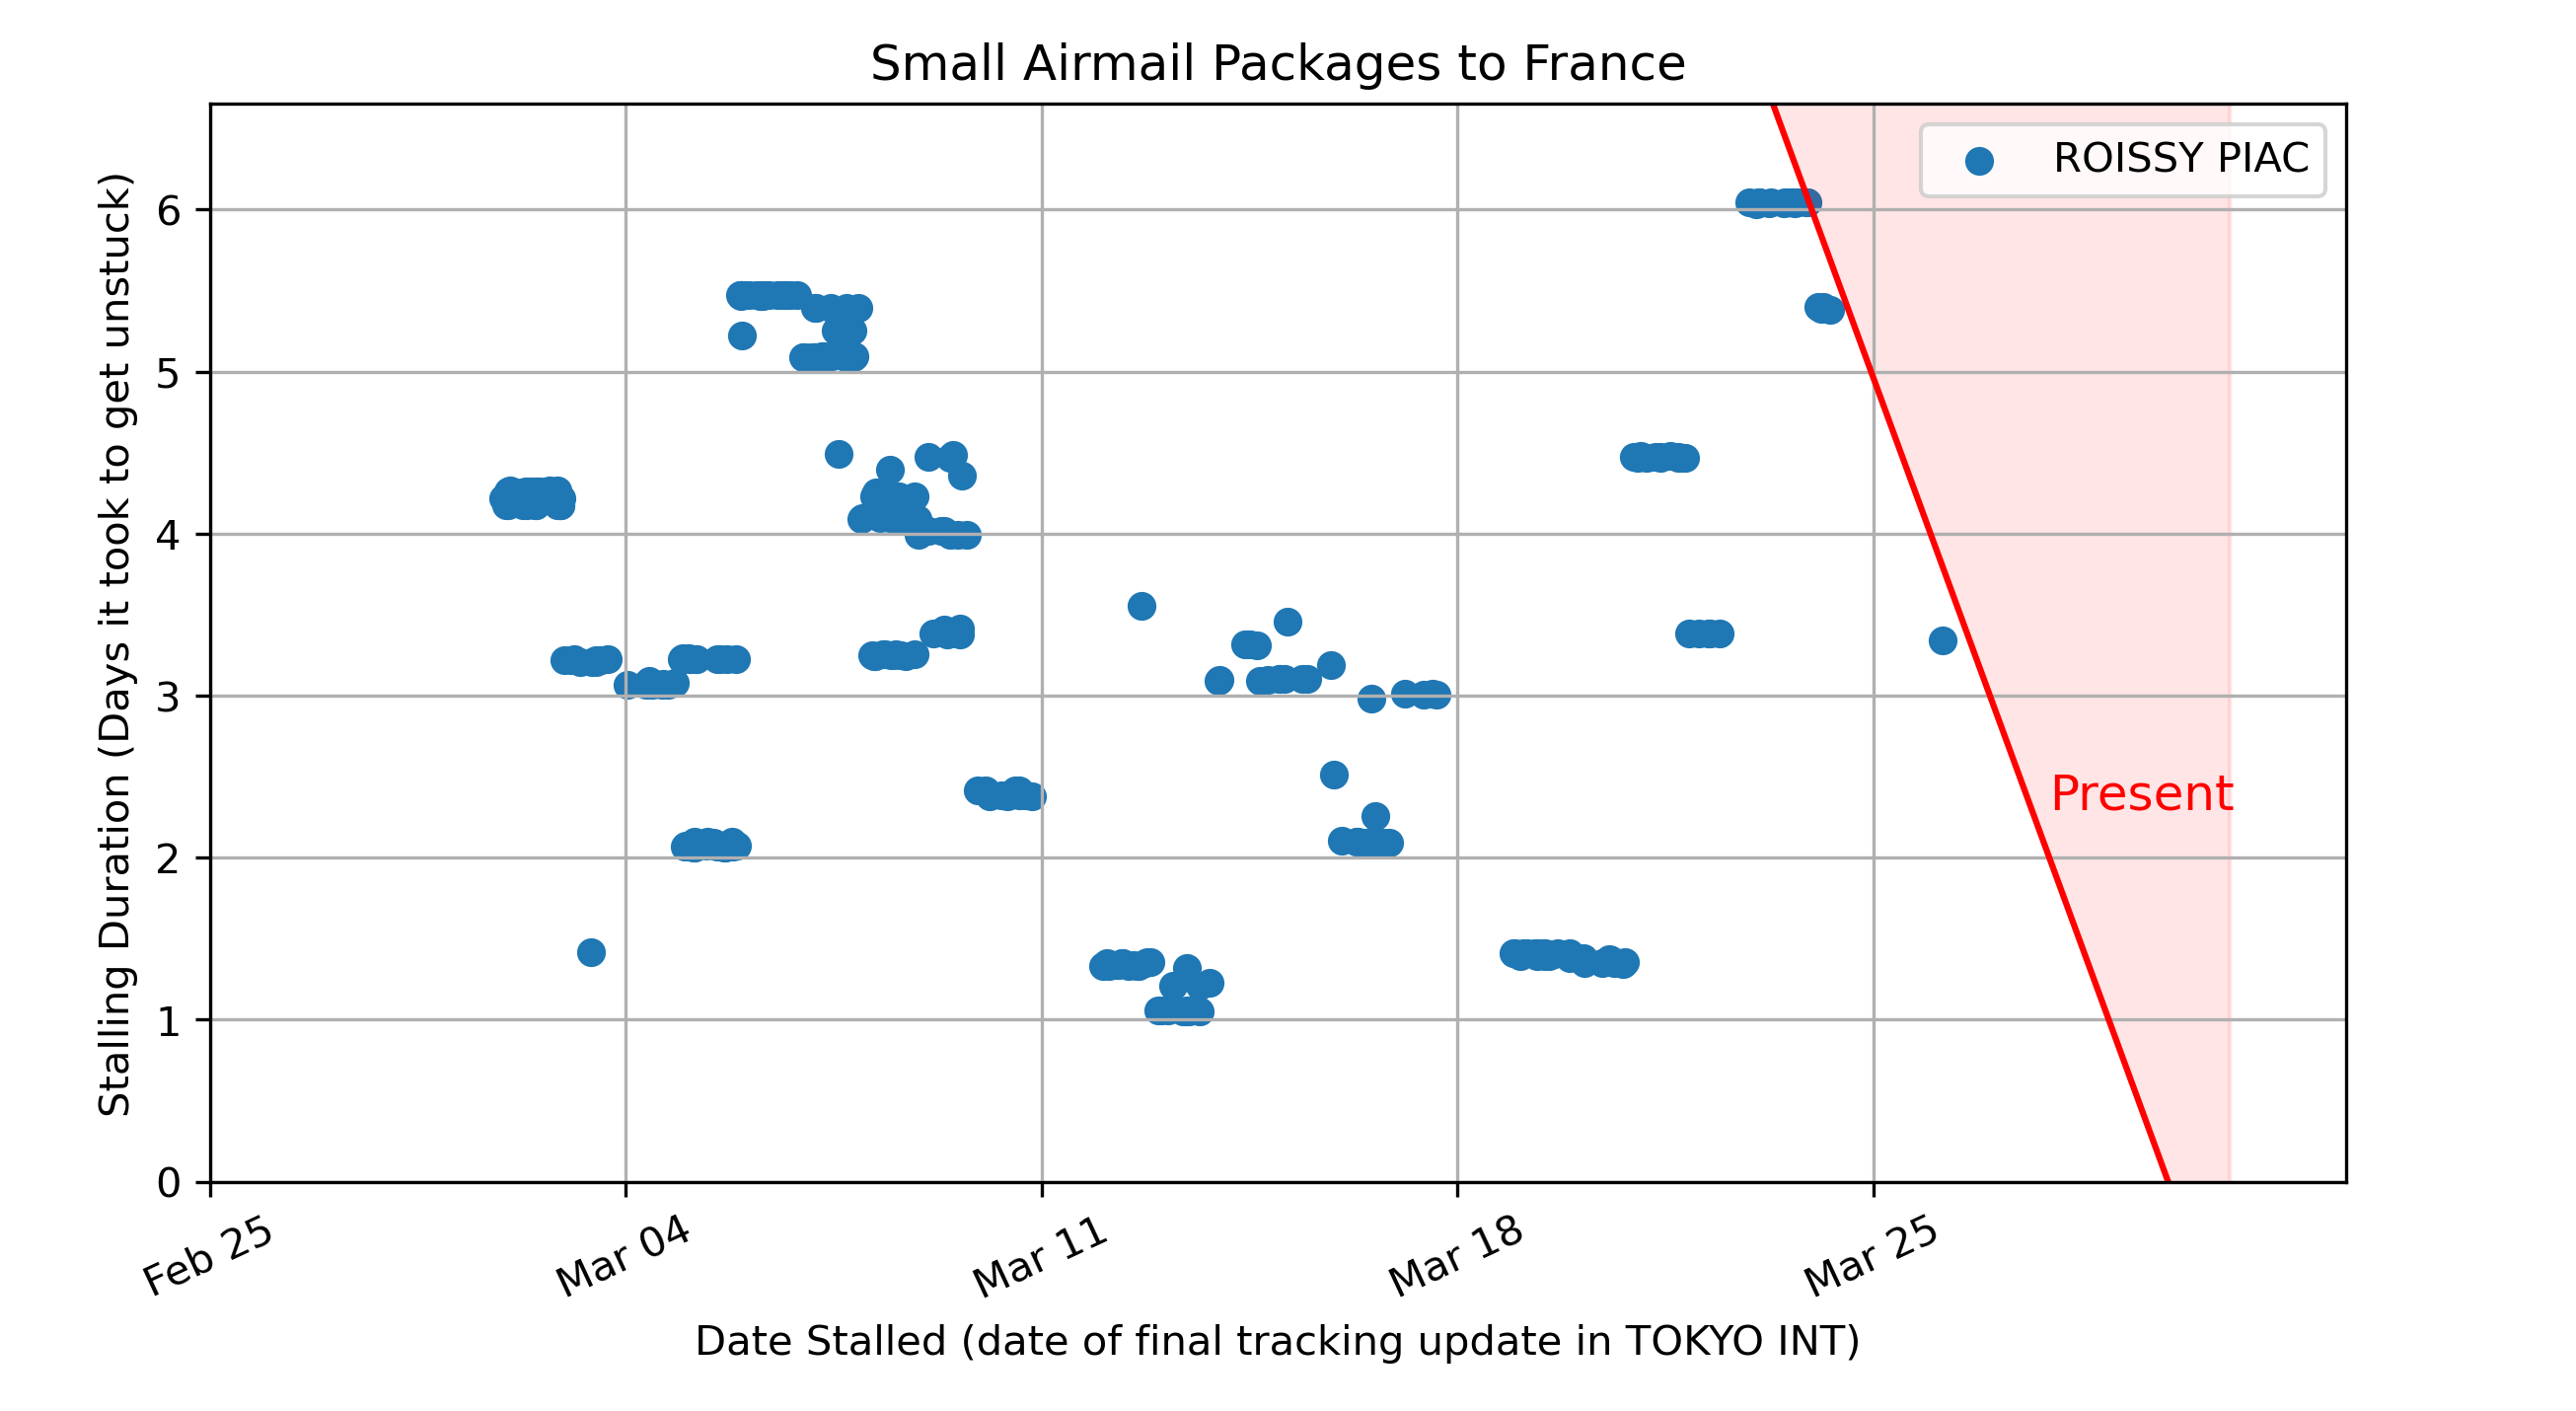 Small Airmail Packages to France
ROISSY PIAC
Stalling Duration (Days it took to get unstuck)
6
5
4
3
2
1
0
Present
Feb 25
Mar 04
Mar 11
Mar 18
Mar 25
Date Stalled (date of final tracking update in TOKYO INT)